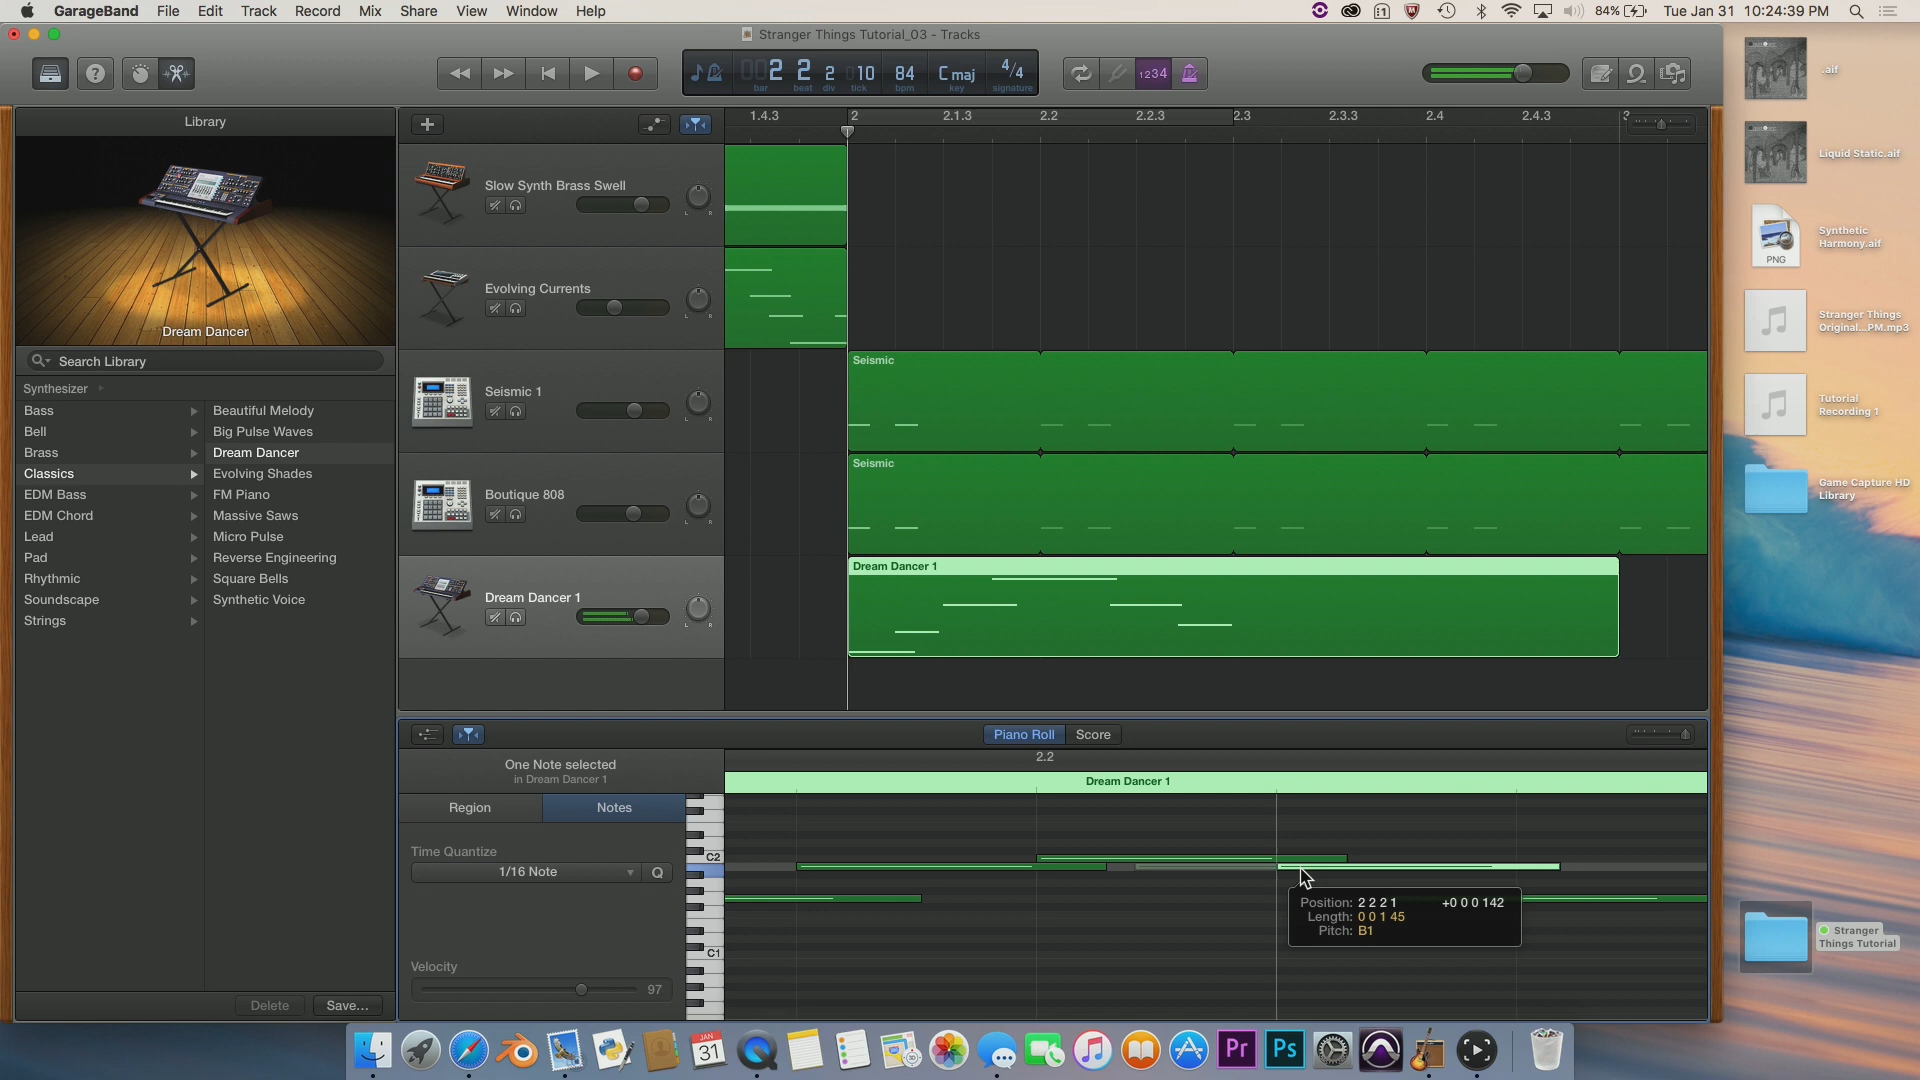 GarageBand File Edit Track Record Mix Share View Window Help
84% Tue Jan 31 10:24:39 PM
Stranger Things Tutorial_03 - Tracks
2 2 2 10 84 Cmaj 4/4
bar beat div tick bpm key signature
1234
Library
Dream Dancer
Search Library
Synthesizer
Bass
Bell
Brass
Classics
EDM Bass
EDM Chord
Lead
Pad
Rhythmic
Soundscape
Strings
Beautiful Melody
Big Pulse Waves
Dream Dancer
Evolving Shades
FM Piano
Massive Saws
Micro Pulse
Reverse Engineering
Square Bells
Synthetic Voice
Delete Save...
1.4.3 2 2.1.3 2.2 2.2.3 2.3 2.3.3 2.4 2.4.3 3
Slow Synth Brass Swell
L R
Evolving Currents
L R
Seismic 1
L R
Boutique 808
L R
Dream Dancer 1
L R
Seismic
Seismic
Dream Dancer 1
Piano Roll Score
2.2
One Note selected
in Dream Dancer 1
Dream Dancer 1
Region Notes
Time Quantize
1/16 Note Q
Velocity
97
C2
C1
Position: 2 2 2 1 +0 0 0 142
Length: 0 0 1 45
Pitch: B1
.aif
Liquid Static.aif
PNG
Synthetic
Harmony.aif
Stranger Things
Original...PM.mp3
Tutorial
Recording 1
Game Capture HD
Library
Stranger
Things Tutorial
JAN
31
3D
Pr
Ps